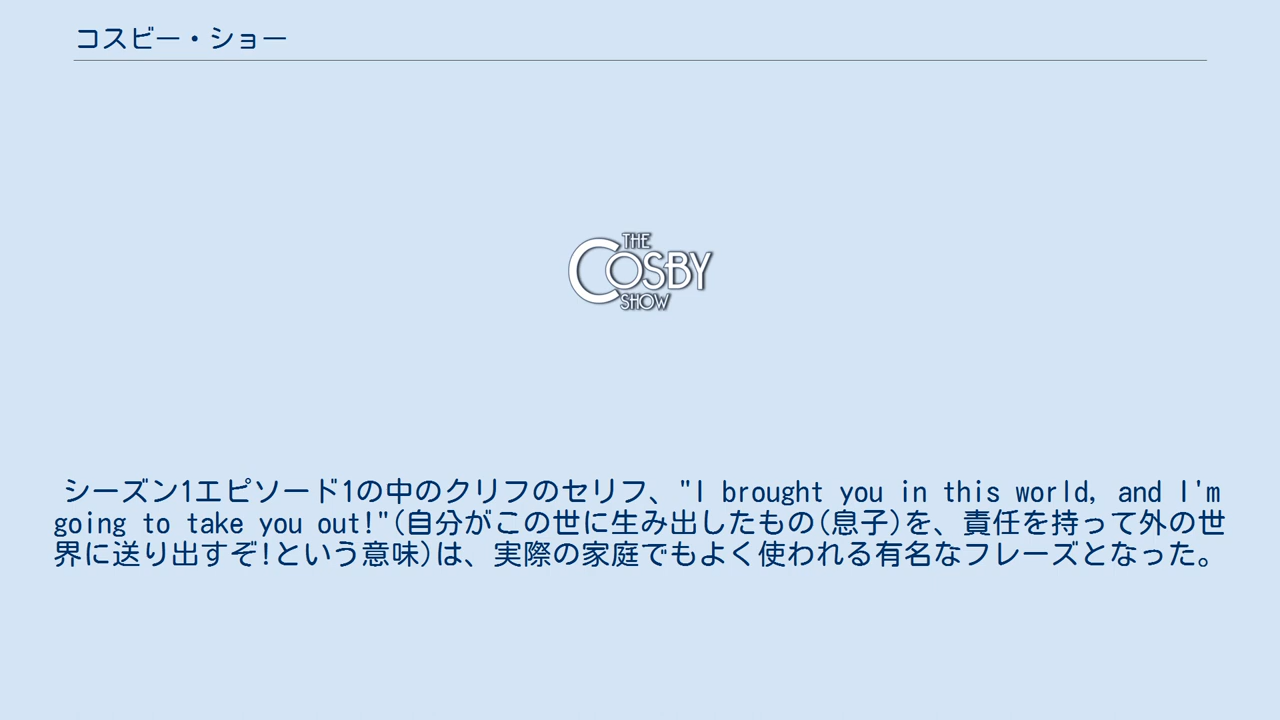 コスビー・ショー
THE
COSBY
SHOW
シーズン1エピソード1の中のクリフのセリフ、"I brought you in this world, and I'm
going to take you out!"(自分がこの世に生み出したもの(息子)を、責任を持って外の世
界に送り出すぞ!という意味)は、実際の家庭でもよく使われる有名なフレーズとなった。